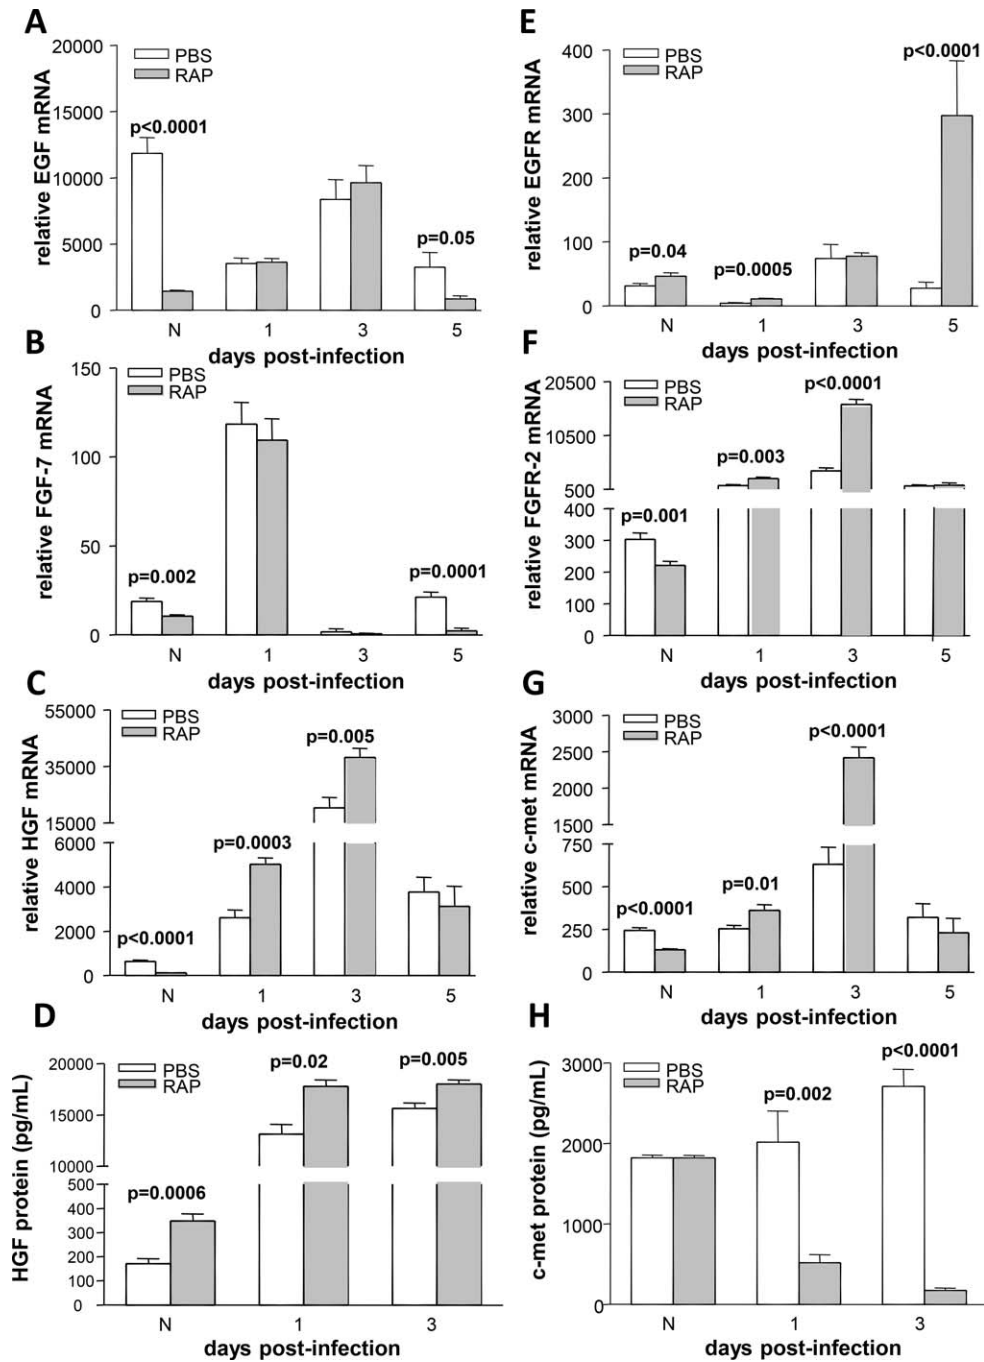 A
20000
15000
10000
5000
0
relative EGF mRNA
PBS
RAP
p<0.0001
p=0.05
N 1 3 5
days post-infection
B
150
100
50
0
relative FGF-7 mRNA
PBS
RAP
p=0.002
p=0.0001
N 1 3 5
days post-infection
C
55000
35000
15000
6000
4000
2000
0
relative HGF mRNA
PBS
RAP
p<0.0001
p=0.0003
p=0.005
N 1 3 5
days post-infection
D
20000
15000
10000
500
400
300
200
100
0
HGF protein (pg/mL)
PBS
RAP
p=0.0006
p=0.02
p=0.005
N 1 3
days post-infection
E
400
300
200
100
0
relative EGFR mRNA
PBS
RAP
p=0.04
p=0.0005
p<0.0001
N 1 3 5
days post-infection
F
20500
10500
500
400
300
200
100
0
relative FGFR-2 mRNA
PBS
RAP
p=0.001
p=0.003
p<0.0001
N 1 3 5
days post-infection
G
3000
2500
2000
1500
750
500
250
0
relative c-met mRNA
PBS
RAP
p<0.0001
p=0.01
p<0.0001
N 1 3 5
days post-infection
H
3000
2000
1000
0
c-met protein (pg/mL)
PBS
RAP
p=0.002
p<0.0001
N 1 3
days post-infection